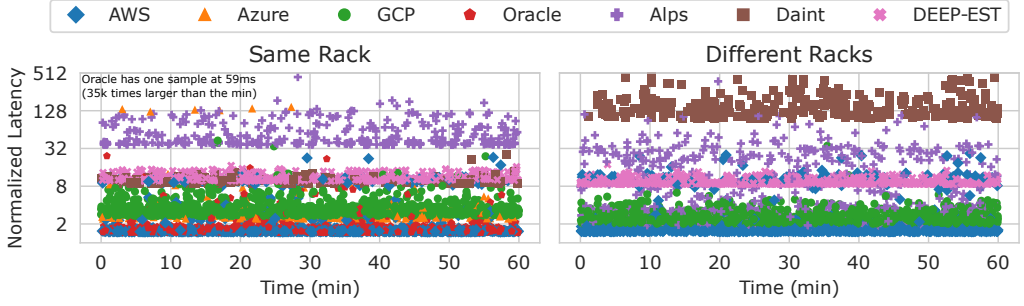 AWS Azure GCP Oracle Alps Daint DEEP-EST
Same Rack Different Racks
Normalized Latency
512
128
32
8
2
Oracle has one sample at 59ms
(35k times larger than the min)
0 10 20 30 40 50 60 0 10 20 30 40 50 60
Time (min) Time (min)